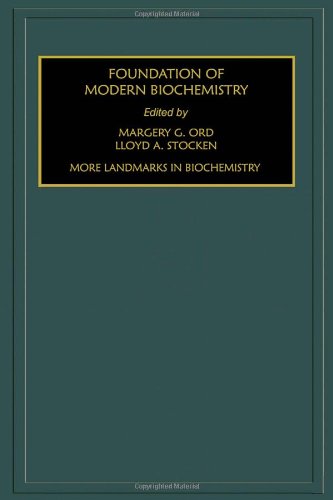 FOUNDATION OF
MODERN BIOCHEMISTRY
Edited by
MARGERY G. ORD
LLOYD A. STOCKEN
MORE LANDMARKS IN BIOCHEMISTRY